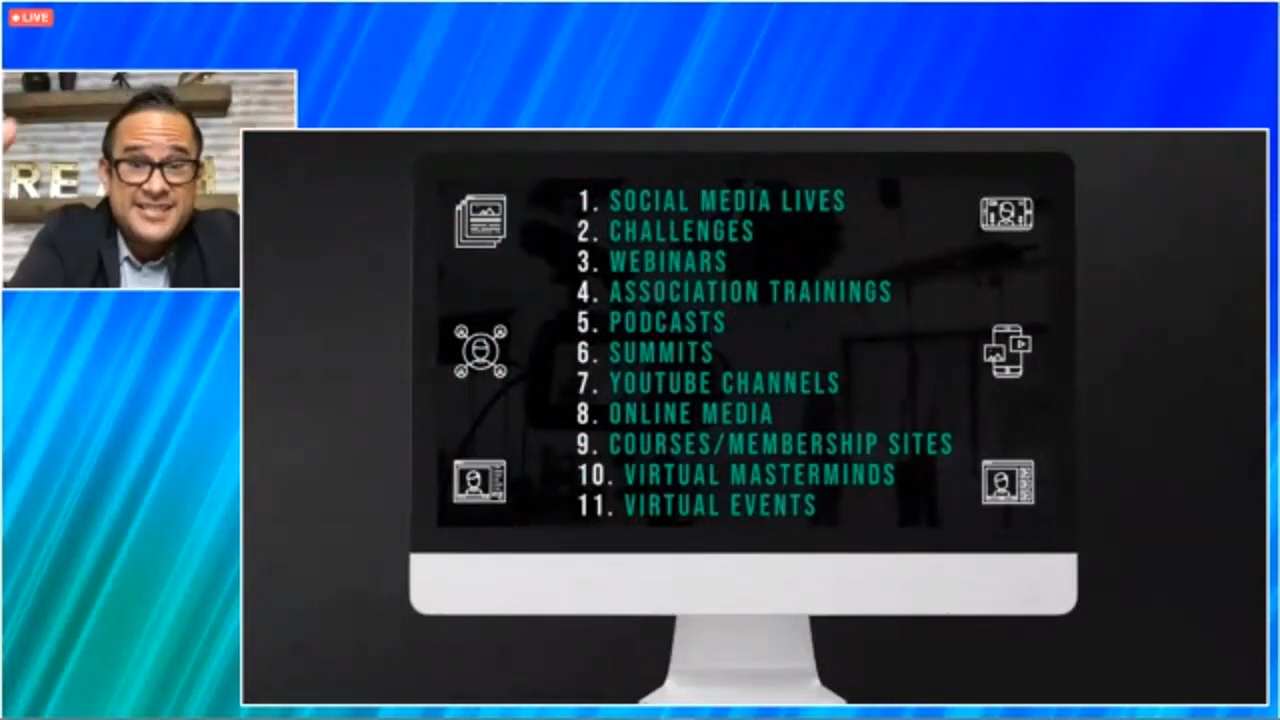 LIVE
REA
1. SOCIAL MEDIA LIVES
2. CHALLENGES
3. WEBINARS
4. ASSOCIATION TRAININGS
5. PODCASTS
6. SUMMITS
7. YOUTUBE CHANNELS
8. ONLINE MEDIA
9. COURSES/MEMBERSHIP SITES
10. VIRTUAL MASTERMINDS
11. VIRTUAL EVENTS